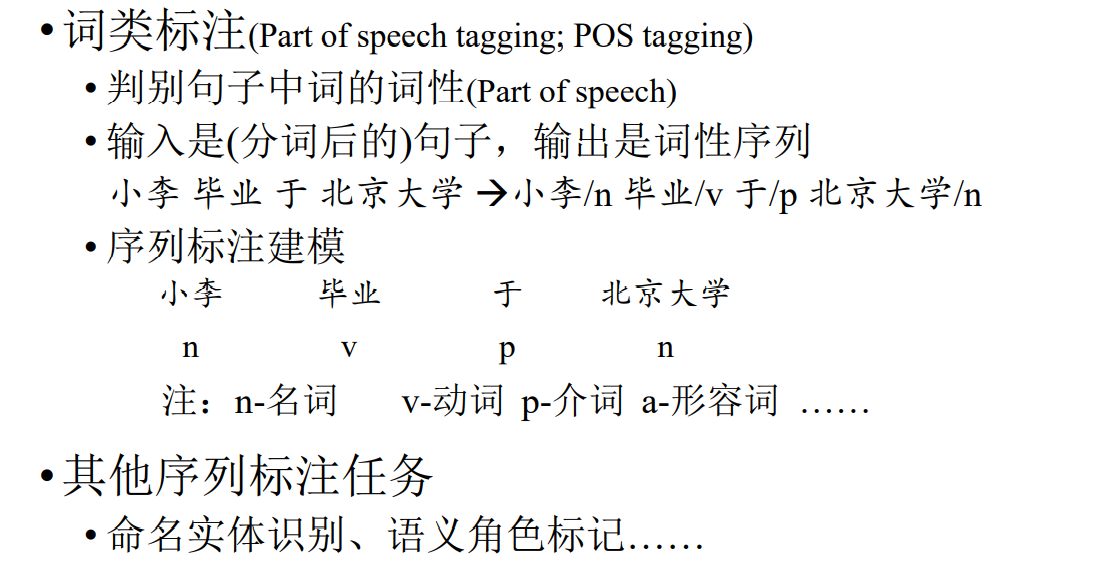 • 词类标注(Part of speech tagging; POS tagging)
• 判别句子中词的词性(Part of speech)
• 输入是(分词后的)句子，输出是词性序列
小李 毕业 于 北京大学 → 小李/n 毕业/v 于/p 北京大学/n
• 序列标注建模
小李 毕业 于 北京大学
n v p n
注：n-名词 v-动词 p-介词 a-形容词 ……
• 其他序列标注任务
• 命名实体识别、语义角色标记……